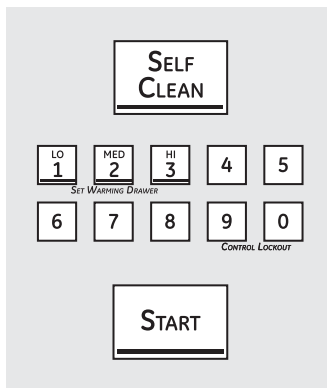 SELF
CLEAN
LO MED HI
1 2 3 4 5
SET WARMING DRAWER
6 7 8 9 0
CONTROL LOCKOUT
START